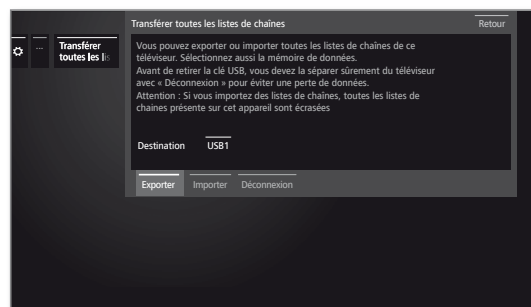 Transférer toutes les listes de chaînes
Retour
...
Transférer
toutes les lis
Vous pouvez exporter ou importer toutes les listes de chaînes de ce
téléviseur. Sélectionnez aussi la mémoire de données.
Avant de retirer la clé USB, vous devez la séparer sûrement du téléviseur
avec « Déconnexion » pour éviter une perte de données.
Attention : Si vous importez des listes de chaînes, toutes les listes de
chaines présente sur cet appareil sont écrasées
Destination USB1
Exporter Importer Déconnexion